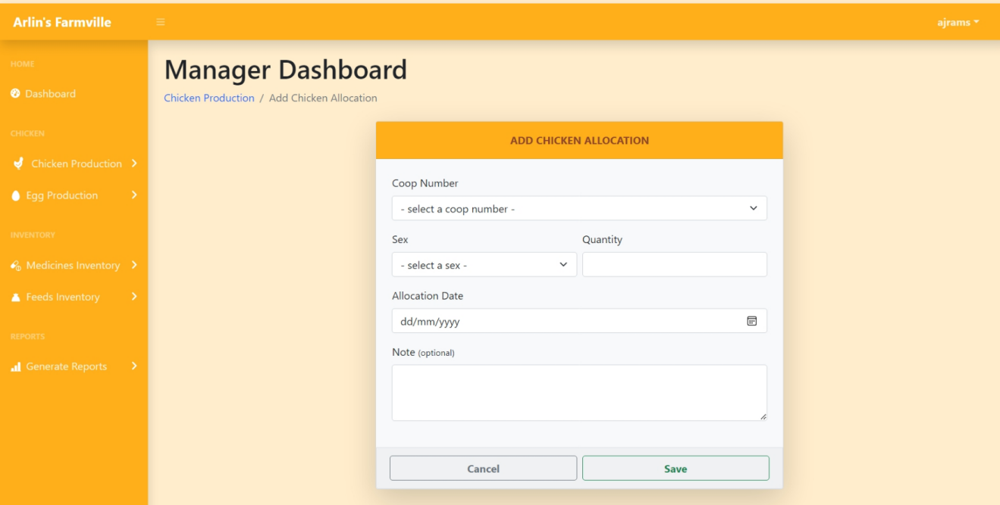 Arlin's Farmville
ajrams
HOME
Dashboard
CHICKEN
Chicken Production
Egg Production
INVENTORY
Medicines Inventory
Feeds Inventory
REPORTS
Generate Reports
Manager Dashboard
Chicken Production / Add Chicken Allocation
ADD CHICKEN ALLOCATION
Coop Number
- select a coop number -
Sex Quantity
- select a sex -
Allocation Date
dd/mm/yyyy
Note (optional)
Cancel Save